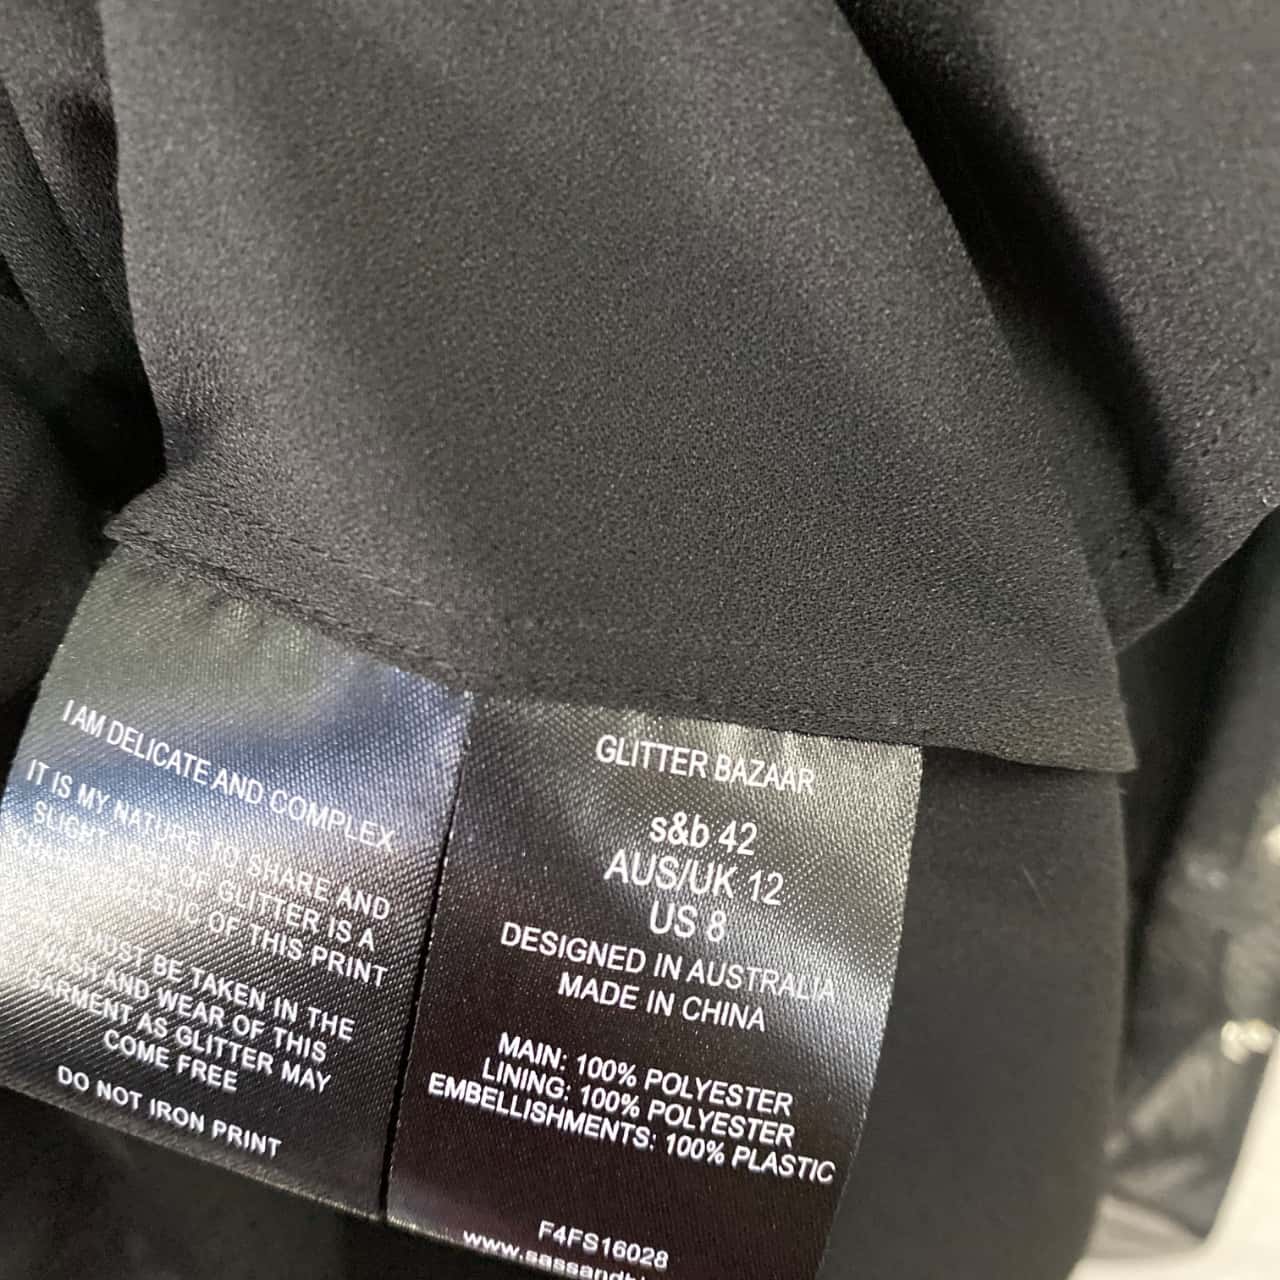 I AM DELICATE AND COMPLEX
IT IS MY NATURE TO SHARE AND
SLIGHT LOSS OF GLITTER IS A
CHARACTERISTIC OF THIS PRINT
MUST BE TAKEN IN THE
WASH AND WEAR OF THIS
GARMENT AS GLITTER MAY
COME FREE
DO NOT IRON PRINT
GLITTER BAZAAR
s&b 42
AUS/UK 12
US 8
DESIGNED IN AUSTRALIA
MADE IN CHINA
MAIN: 100% POLYESTER
LINING: 100% POLYESTER
EMBELLISHMENTS: 100% PLASTIC
F4FS16028
www.sassandb